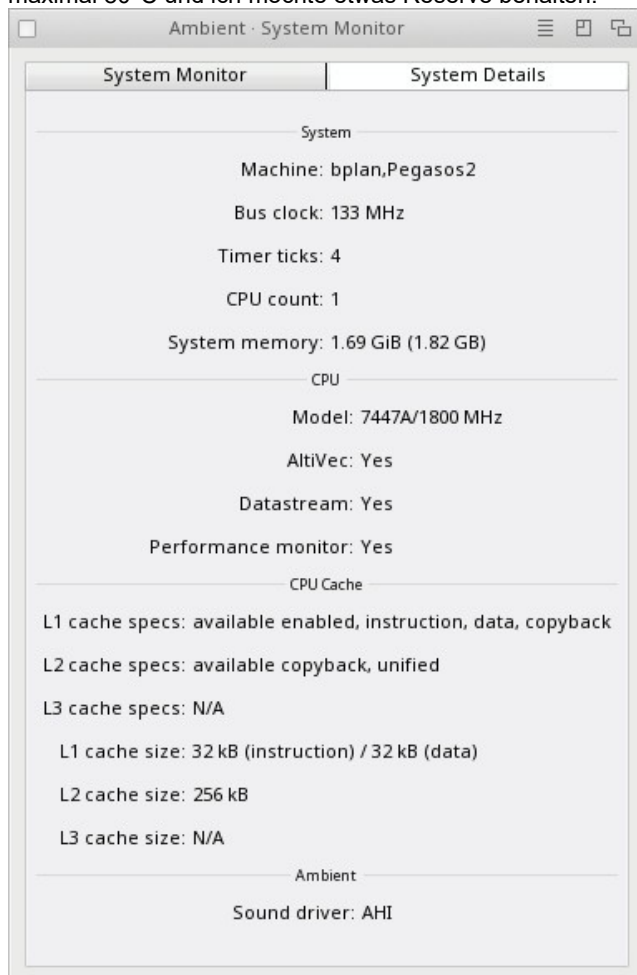 Ambient · System Monitor
System Monitor
System Details
System
Machine: bplan,Pegasos2
Bus clock: 133 MHz
Timer ticks: 4
CPU count: 1
System memory: 1.69 GiB (1.82 GB)
CPU
Model: 7447A/1800 MHz
AltiVec: Yes
Datastream: Yes
Performance monitor: Yes
CPU Cache
L1 cache specs: available enabled, instruction, data, copyback
L2 cache specs: available copyback, unified
L3 cache specs: N/A
L1 cache size: 32 kB (instruction) / 32 kB (data)
L2 cache size: 256 kB
L3 cache size: N/A
Ambient
Sound driver: AHI